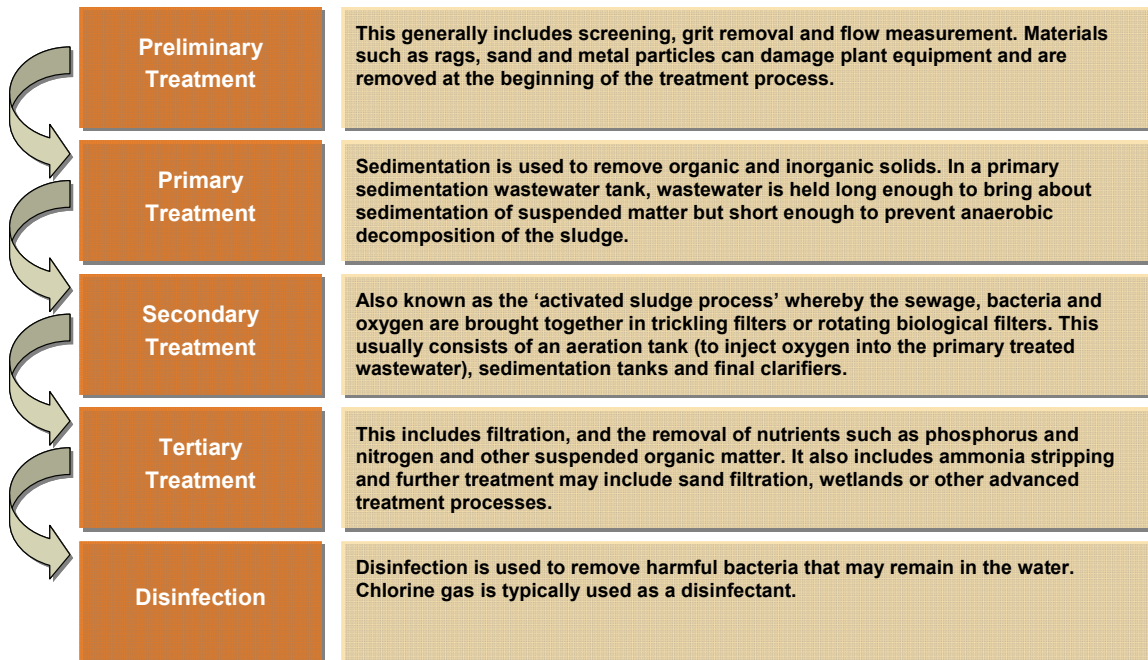 Preliminary
Treatment
This generally includes screening, grit removal and flow measurement. Materials
such as rags, sand and metal particles can damage plant equipment and are
removed at the beginning of the treatment process.
Primary
Treatment
Sedimentation is used to remove organic and inorganic solids. In a primary
sedimentation wastewater tank, wastewater is held long enough to bring about
sedimentation of suspended matter but short enough to prevent anaerobic
decomposition of the sludge.
Secondary
Treatment
Also known as the ‘activated sludge process’ whereby the sewage, bacteria and
oxygen are brought together in trickling filters or rotating biological filters. This
usually consists of an aeration tank (to inject oxygen into the primary treated
wastewater), sedimentation tanks and final clarifiers.
Tertiary
Treatment
This includes filtration, and the removal of nutrients such as phosphorus and
nitrogen and other suspended organic matter. It also includes ammonia stripping
and further treatment may include sand filtration, wetlands or other advanced
treatment processes.
Disinfection
Disinfection is used to remove harmful bacteria that may remain in the water.
Chlorine gas is typically used as a disinfectant.